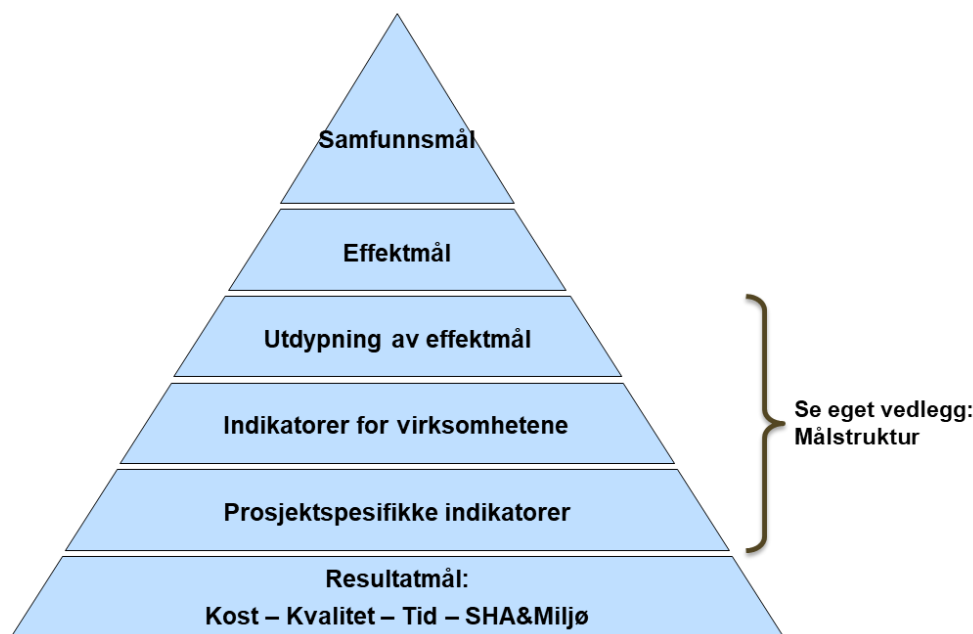 Samfunnsmål
Effektmål
Utdypning av effektmål
Indikatorer for virksomhetene
Prosjektspesifikke indikatorer
Se eget vedlegg:
Målstruktur
Resultatmål:
Kost – Kvalitet – Tid – SHA&Miljø